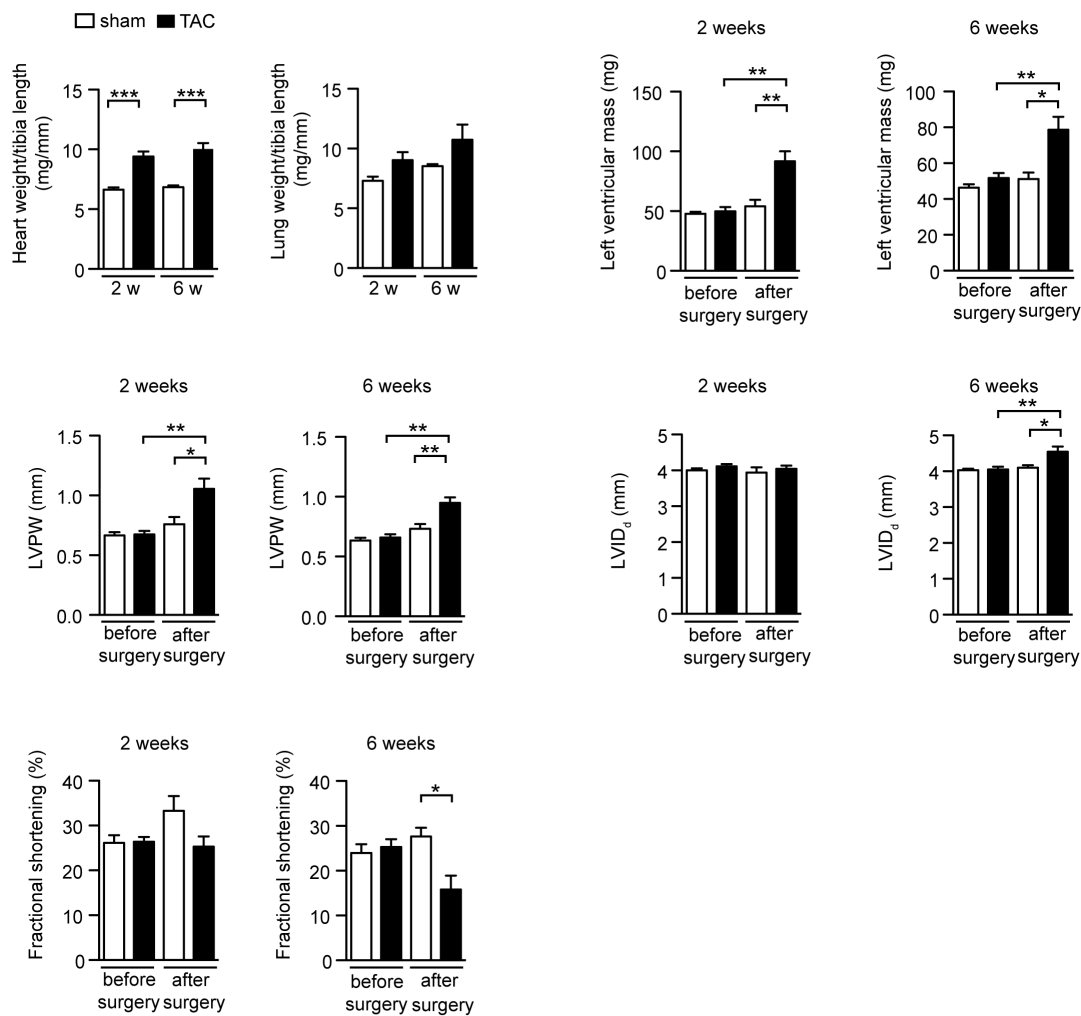 sham TAC
Heart weight/tibia length
(mg/mm)
15
10
5
0
***
***
2 w
6 w
Lung weight/tibia length
(mg/mm)
15
10
5
0
2 w
6 w
2 weeks
Left ventricular mass (mg)
150
100
50
0
**
**
before
surgery
after
surgery
6 weeks
Left ventricular mass (mg)
100
80
60
40
20
0
**
*
before
surgery
after
surgery
2 weeks
LVPW (mm)
1.5
1.0
0.5
0.0
**
*
before
surgery
after
surgery
6 weeks
LVPW (mm)
1.5
1.0
0.5
0.0
**
**
before
surgery
after
surgery
2 weeks
LVIDd (mm)
5
4
3
2
1
0
before
surgery
after
surgery
6 weeks
LVIDd (mm)
5
4
3
2
1
0
**
*
before
surgery
after
surgery
2 weeks
Fractional shortening (%)
40
30
20
10
0
before
surgery
after
surgery
6 weeks
Fractional shortening (%)
40
30
20
10
0
*
before
surgery
after
surgery